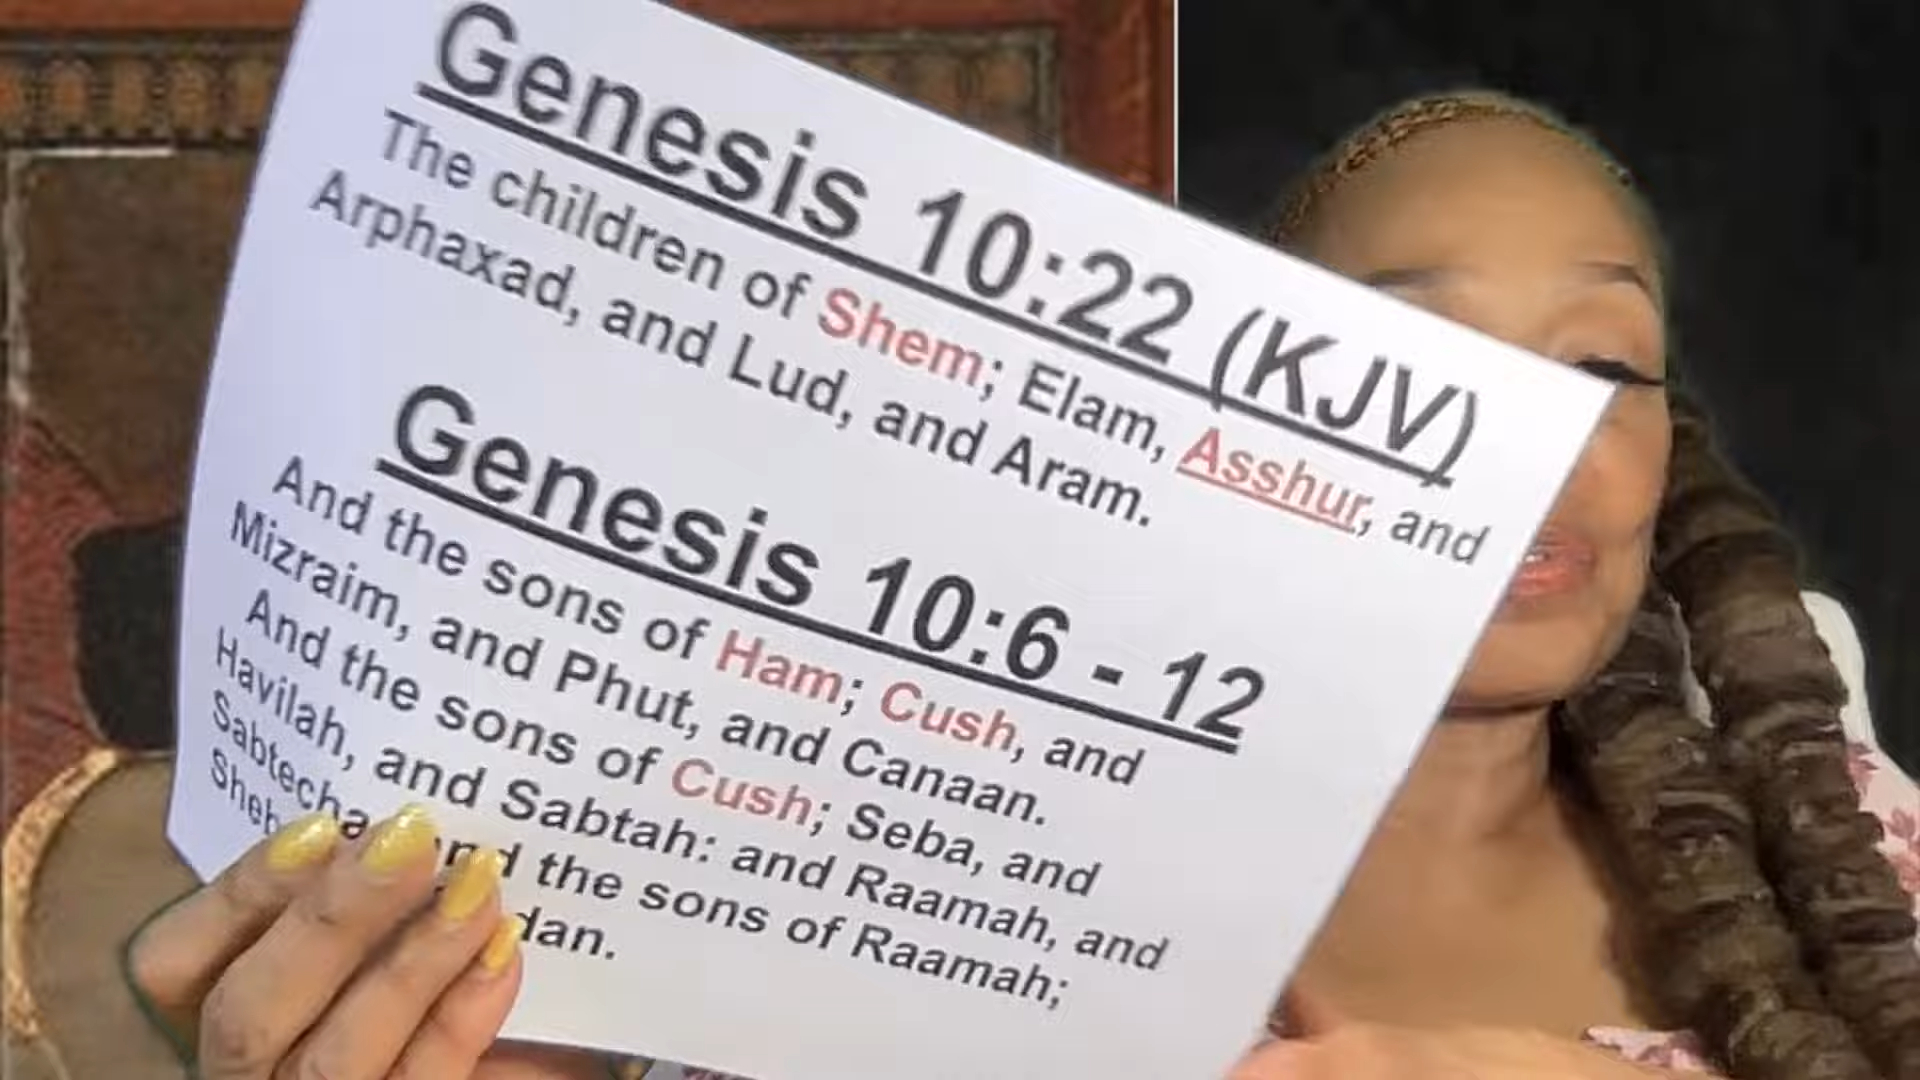 Genesis 10:22 (KJV)
The children of Shem; Elam, Asshur, and
Arphaxad, and Lud, and Aram.
Genesis 10:6 - 12
And the sons of Ham; Cush, and
Mizraim, and Phut, and Canaan.
And the sons of Cush; Seba, and
Havilah, and Sabtah: and Raamah, and
Sabtecha and the sons of Raamah;
Sheb dan.